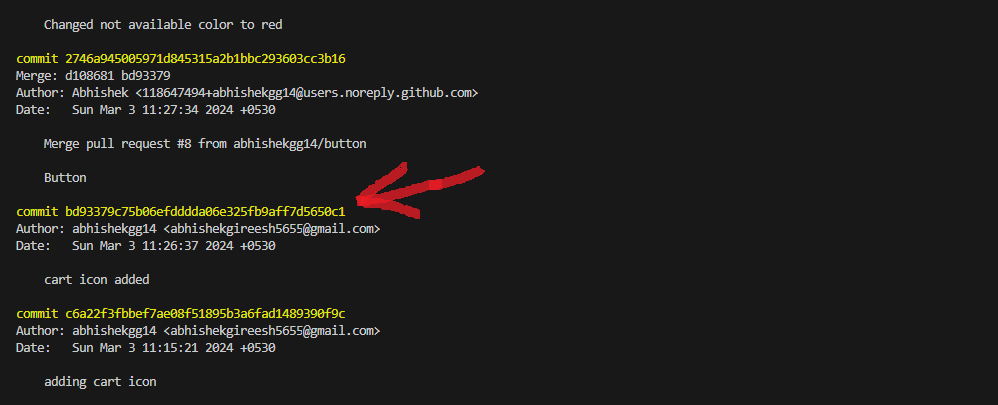 Changed not available color to red
commit 2746a945005971d845315a2b1bbc293603cc3b16
Merge: d108681 bd93379
Author: Abhishek <118647494+abhishekgg14@users.noreply.github.com>
Date:   Sun Mar 3 11:27:34 2024 +0530
Merge pull request #8 from abhishekgg14/button
Button
commit bd93379c75b06efdddda06e325fb9aff7d5650c1
Author: abhishekgg14 <abhishekgireesh5655@gmail.com>
Date:   Sun Mar 3 11:26:37 2024 +0530
cart icon added
commit c6a22f3fbbef7ae08f51895b3a6fad1489390f9c
Author: abhishekgg14 <abhishekgireesh5655@gmail.com>
Date:   Sun Mar 3 11:15:21 2024 +0530
adding cart icon